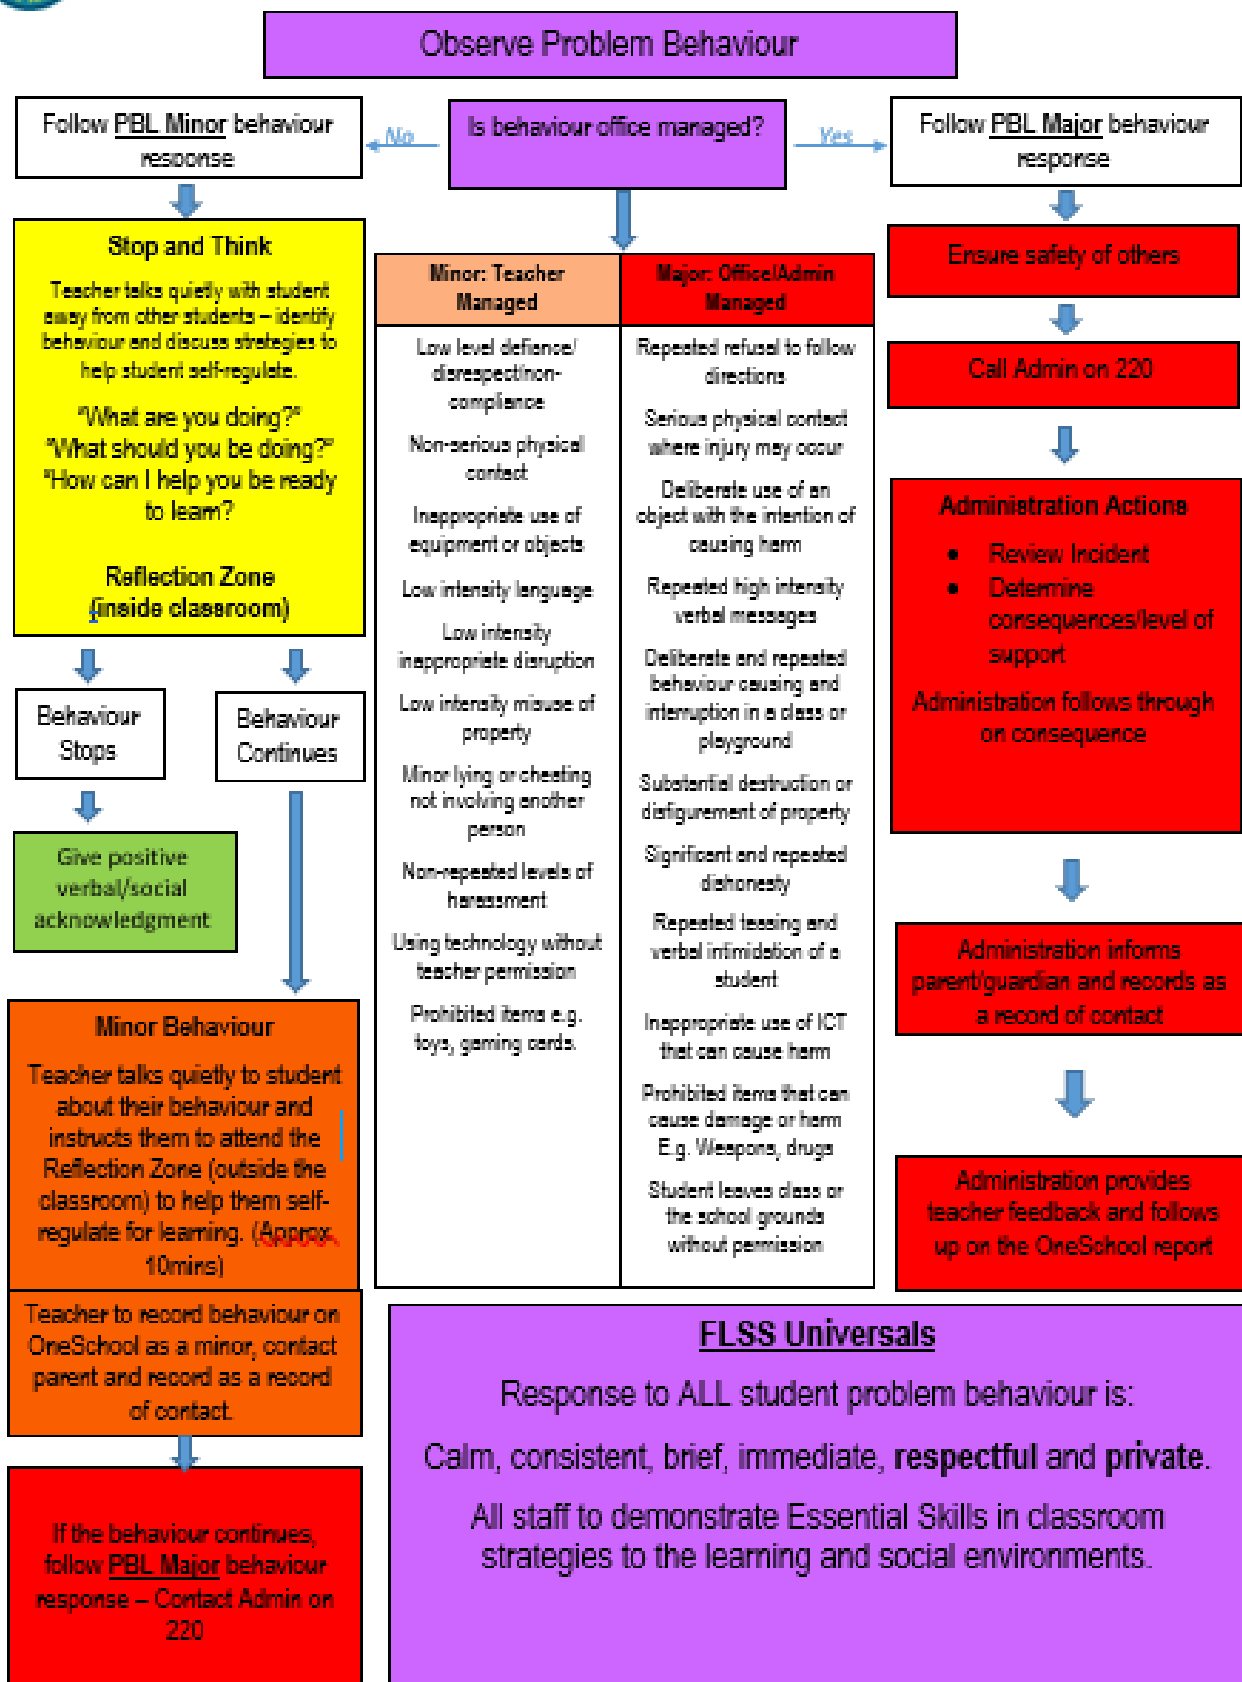 Observe Problem Behaviour
Follow PBL Minor behaviour
response
No
Is behaviour office managed?
Yes
Follow PBL Major behaviour
response
Stop and Think
Teacher talks quietly with student
away from other students – identify
behaviour and discuss strategies to
help student self-regulate.
"What are you doing?"
"What should you be doing?"
"How can I help you be ready
to learn?
Reflection Zone
(inside classroom)
Behaviour
Stops
Behaviour
Continues
Give positive
verbal/social
acknowledgment
Minor Behaviour
Teacher talks quietly to student
about their behaviour and
instructs them to attend the
Reflection Zone (outside the
classroom) to help them self-
regulate for learning. (Approx.
10mins)
Teacher to record behaviour on
OneSchool as a minor, contact
parent and record as a record
of contact.
If the behaviour continues,
follow PBL Major behaviour
response – Contact Admin on
220
Minor: Teacher
Managed
Low level defiance/
disrespect/non-
compliance
Non-serious physical
contact
Inappropriate use of
equipment or objects
Low intensity language
Low intensity
inappropriate disruption
Low intensity misuse of
property
Minor lying or cheating
not involving another
person
Non-repeated levels of
harassment
Using technology without
teacher permission
Prohibited items e.g.
toys, gaming cards.
Major: Office/Admin
Managed
Repeated refusal to follow
directions
Serious physical contact
where injury may occur
Deliberate use of an
object with the intention of
causing harm
Repeated high intensity
verbal messages
Deliberate and repeated
behaviour causing and
interruption in a class or
playground
Substantial destruction or
disfigurement of property
Significant and repeated
dishonesty
Repeated teasing and
verbal intimidation of a
student
Inappropriate use of ICT
that can cause harm
Prohibited items that can
cause damage or harm
E.g. Weapons, drugs
Student leaves class or
the school grounds
without permission
Ensure safety of others
Call Admin on 220
Administration Actions
• Review Incident
• Determine
consequences/level of
support
Administration follows through
on consequence
Administration informs
parent/guardian and records as
a record of contact
Administration provides
teacher feedback and follows
up on the OneSchool report
FLSS Universals
Response to ALL student problem behaviour is:
Calm, consistent, brief, immediate, respectful and private.
All staff to demonstrate Essential Skills in classroom
strategies to the learning and social environments.